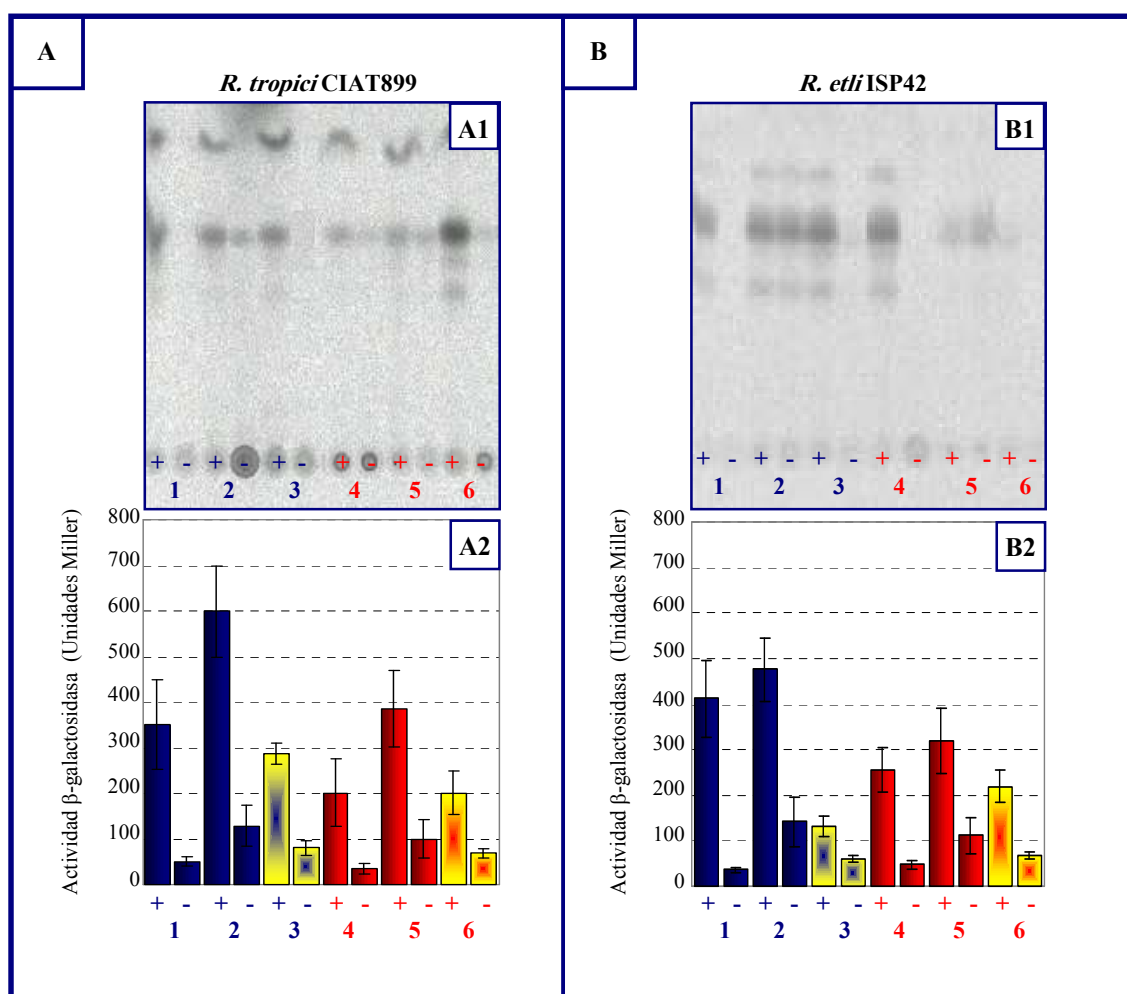 A
R. tropici CIAT899
A1
+ - + - + - + - + - + -
1 2 3 4 5 6
Actividad β-galactosidasa (Unidades Miller)
800
700
600
500
400
300
200
100
0
A2
+ - + - + - + - + - + -
1 2 3 4 5 6
B
R. etli ISP42
B1
+ - + - + - + - + - + -
1 2 3 4 5 6
Actividad β-galactosidasa (Unidades Miller)
800
700
600
500
400
300
200
100
0
B2
+ - + - + - + - + - + -
1 2 3 4 5 6